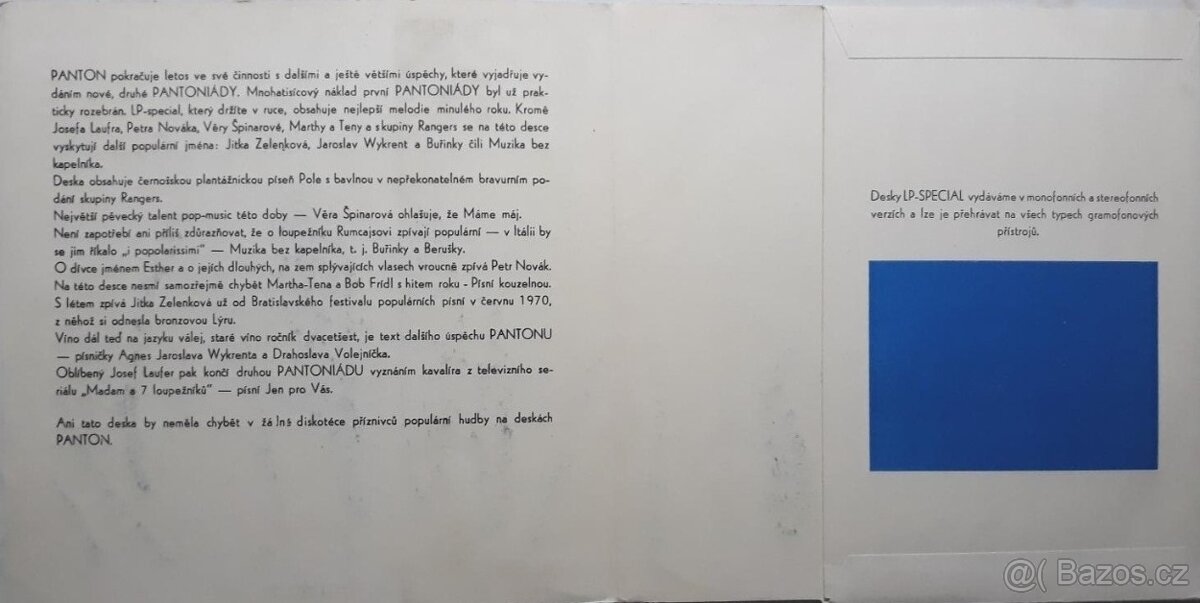 PANTON pokračuje letos ve své činnosti s dalšími a ještě většími úspěchy, které vyjadřuje vy-
dáním nové, druhé PANTONIÁDY. Mnohatisícový náklad první PANTONIÁDY byl už prak-
ticky rozebrán. LP-special, který držíte v ruce, obsahuje nejlepší melodie minulého roku. Kromě
Josefa Laufra, Petra Nováka, Věry Špinarové, Marthy a Teny a skupiny Rangers se na této desce
vyskytují další populární jména: Jitka Zelenková, Jaroslav Wykrent a Buřinky čili Muzika bez
kapelníka.
Deska obsahuje černošskou plantážnickou píseň Pole s bavlnou v nepřekonatelném bravurním po-
dání skupiny Rangers.
Největší pěvecký talent pop-music této doby — Věra Špinarová ohlašuje, že Máme máj.
Není zapotřebí ani příliš zdůrazňovat, že o loupežníku Rumcajsovi zpívají populární — v Itálii by
se jim říkalo „i popolarissimi" — Muzika bez kapelníka, t. j. Buřinky a Berušky.
O dívce jménem Esther a o jejích dlouhých, na zem splývajících vlasech vroucně zpívá Petr Novák.
Na této desce nesmí samozřejmě chybět Martha-Tena a Bob Frídl s hitem roku - Písní kouzelnou.
S létem zpívá Jitka Zelenková už od Bratislavského festivalu populárních písní v červnu 1970,
z něhož si odnesla bronzovou Lýru.
Víno dál teď na jazyku válej, staré víno ročník dvacetšest, je text dalšího úspěchu PANTONU
— písničky Agnes Jaroslava Wykrenta a Drahoslava Volejníčka.
Oblíbený Josef Laufer pak končí druhou PANTONIÁDU vyznáním kavalíra z televizního se-
riálu „Madam a 7 loupežníků" — písní Jen pro Vás.
Ani tato deska by neměla chybět v žálnš diskotéce příznivců populární hudby na deskách
PANTON.
Desky LP-SPECIAL vydáváme v monofonních a stereofonních
verzích a lze je přehrávat na všech typech gramofonových
přístrojů.
@( Bazoš.cz